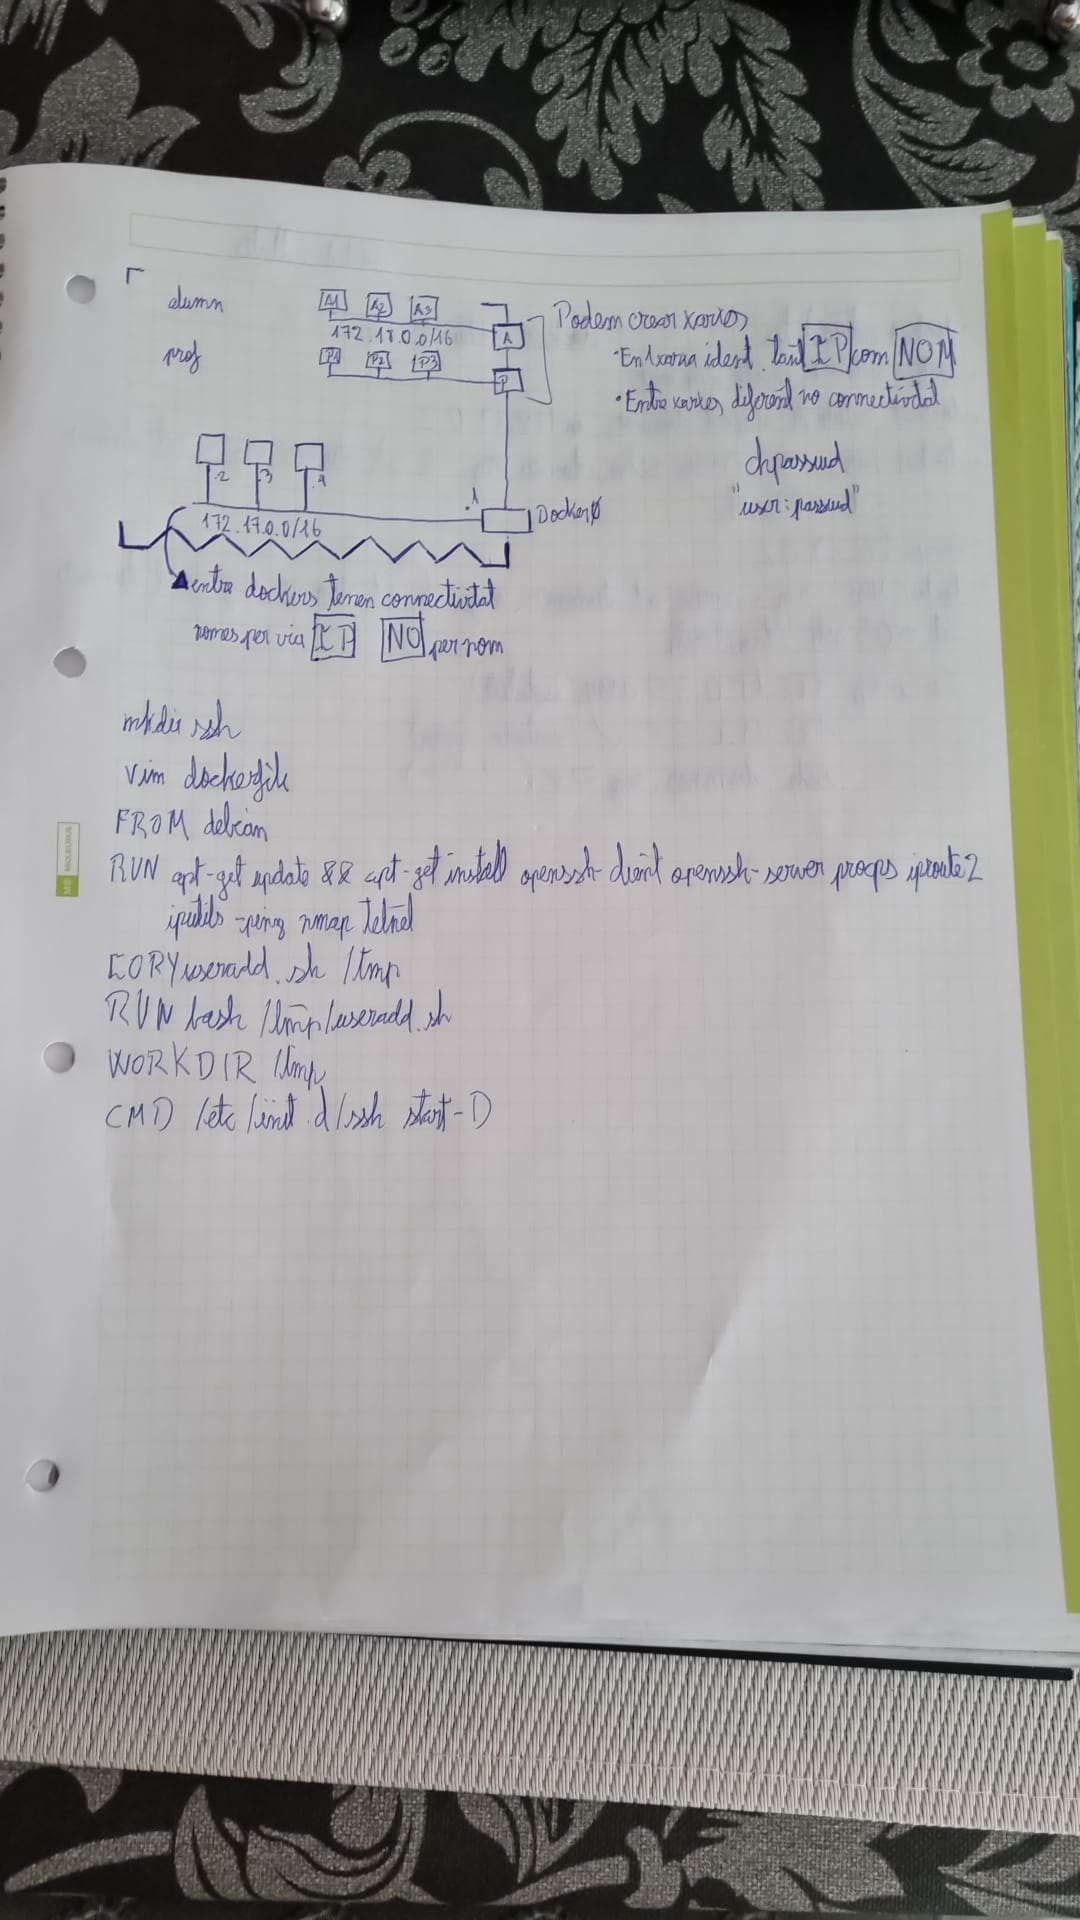 alumn
A1 A2 A3
172.18.0.0/16
A
prof
P1 P2 P3
P
Podem crear xarxes
·En 1 xarxa ident. tant IP com NOM
·Entre xarxes diferent no connectivitat
chpasswd
"user:passwd"
.2 .3 .4
.1
Docker0
172.17.0.0/16
entre dockers tenen connectivitat
nomes per via IP NO per nom
mkdir ssh
vim dockerfile
FROM debian
RUN apt-get update && apt-get install openssh-client openssh-server procps iproute2
iputils-ping nmap telnet
COPY useradd.sh /tmp
RUN bash /tmp/useradd.sh
WORKDIR /tmp
CMD /etc/init.d/ssh start -D
MIQUELRIUS